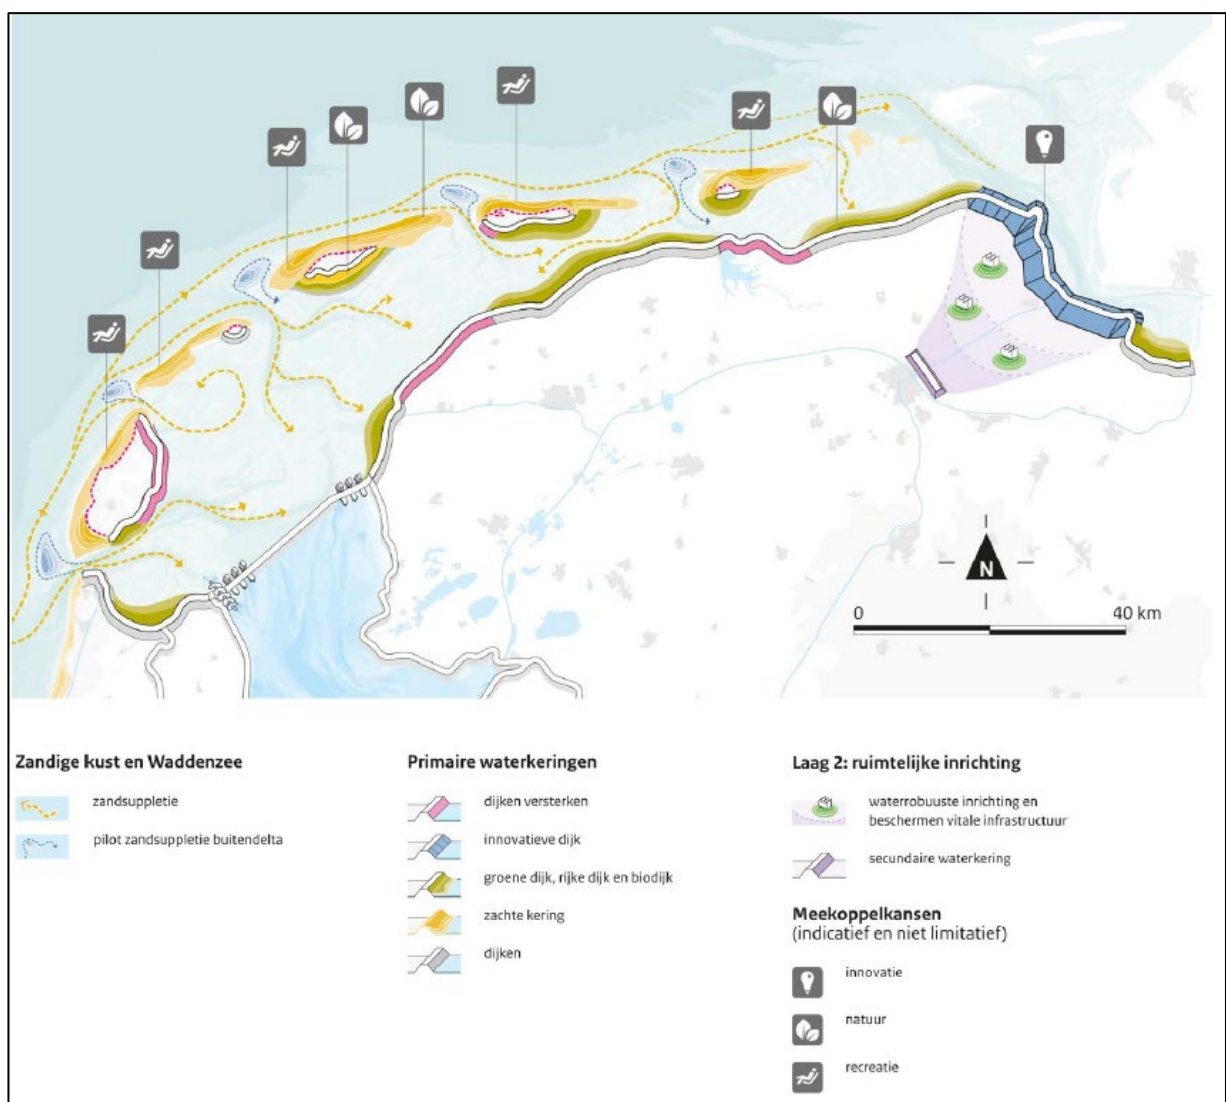 N
0
40 km
Zandige kust en Waddenzee
zandsuppletie
pilot zandsuppletie buitendelta
Primaire waterkeringen
dijken versterken
innovatieve dijk
groene dijk, rijke dijk en biodijk
zachte kering
dijken
Laag 2: ruimtelijke inrichting
waterrobuuste inrichting en
beschermen vitale infrastructuur
secundaire waterkering
Meekoppelkansen
(indicatief en niet limitatief)
innovatie
natuur
recreatie